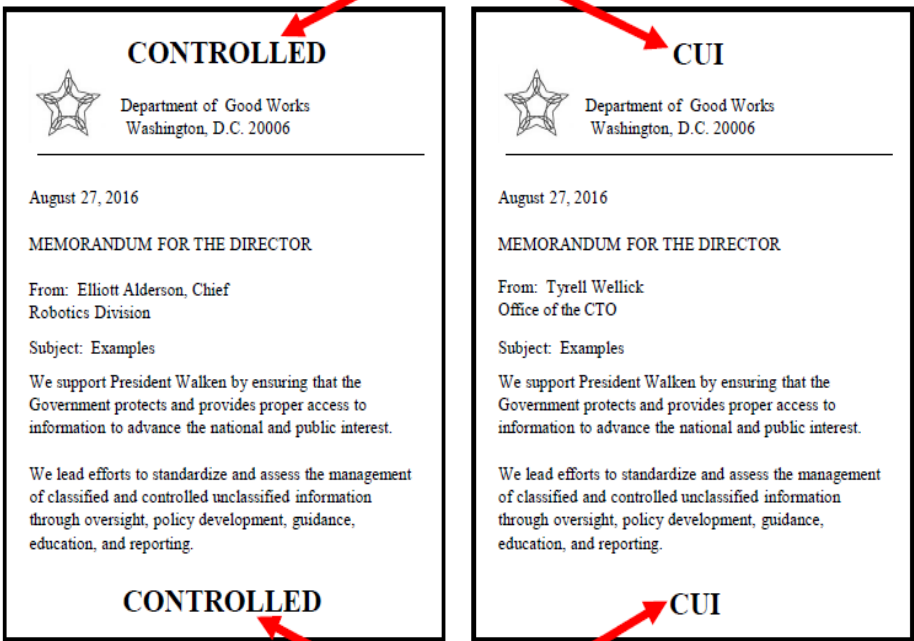 CONTROLLED
Department of Good Works
Washington, D.C. 20006
August 27, 2016
MEMORANDUM FOR THE DIRECTOR
From: Elliott Alderson, Chief
Robotics Division
Subject: Examples
We support President Walken by ensuring that the
Government protects and provides proper access to
information to advance the national and public interest.
We lead efforts to standardize and assess the management
of classified and controlled unclassified information
through oversight, policy development, guidance,
education, and reporting.
CONTROLLED
CUI
Department of Good Works
Washington, D.C. 20006
August 27, 2016
MEMORANDUM FOR THE DIRECTOR
From: Tyrell Wellick
Office of the CTO
Subject: Examples
We support President Walken by ensuring that the
Government protects and provides proper access to
information to advance the national and public interest.
We lead efforts to standardize and assess the management
of classified and controlled unclassified information
through oversight, policy development, guidance,
education, and reporting.
CUI